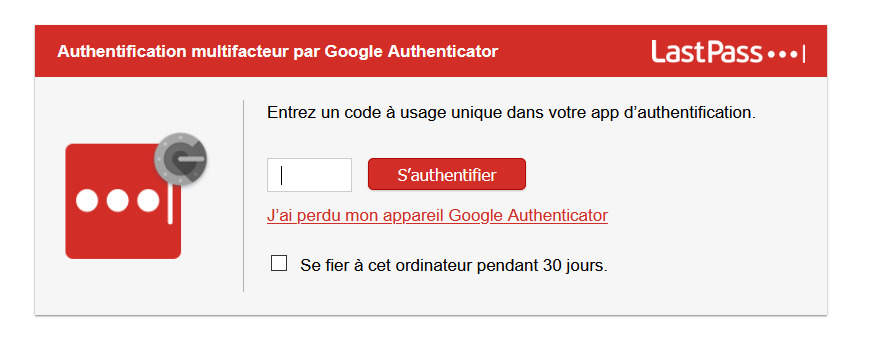 Authentification multifacteur par Google Authenticator
LastPass
Entrez un code à usage unique dans votre app d’authentification.
S’authentifier
J’ai perdu mon appareil Google Authenticator
Se fier à cet ordinateur pendant 30 jours.